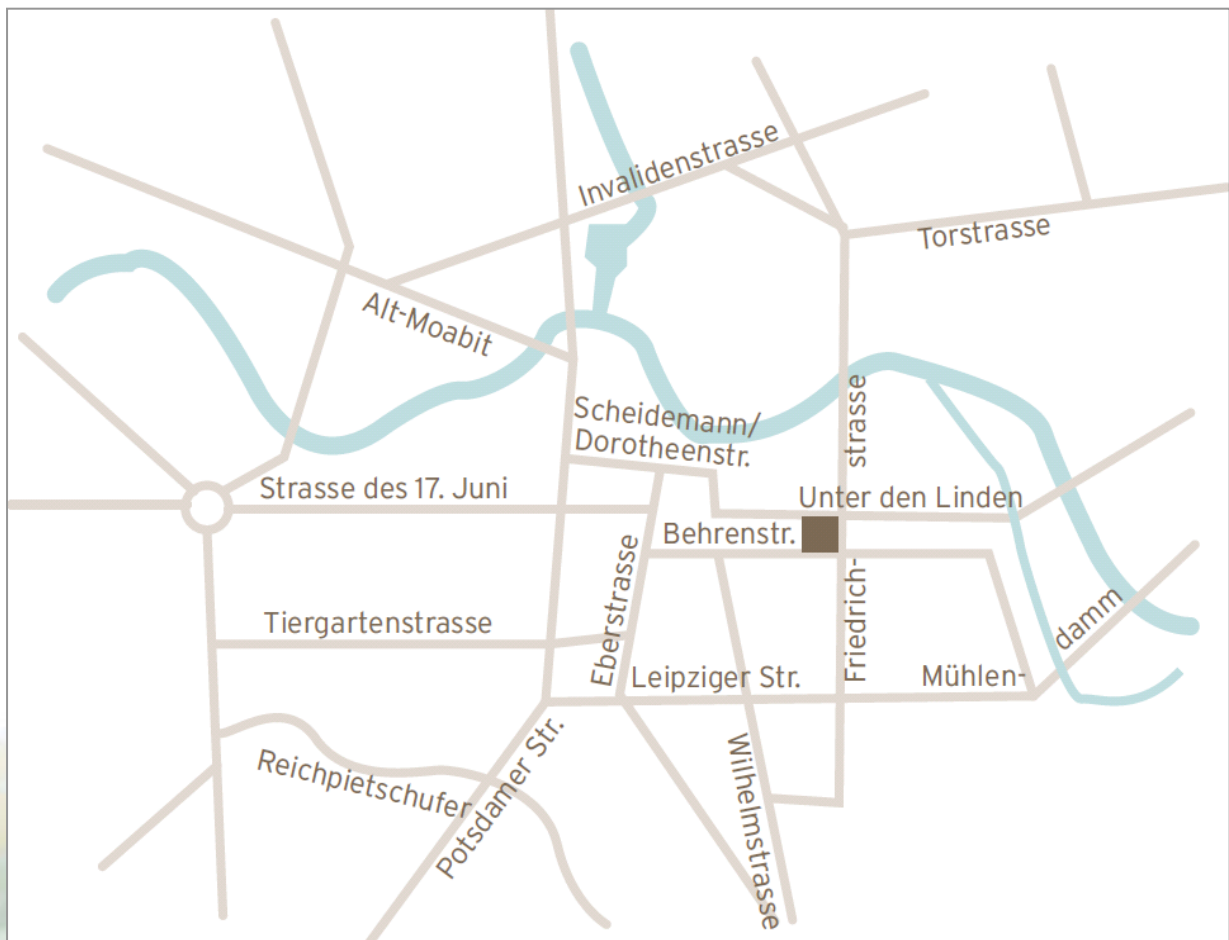 Invalidenstrasse
Torstrasse
Alt-Moabit
Scheidemann/
Dorotheenstr.
strasse
Strasse des 17. Juni
Unter den Linden
Behrenstr.
Eberstrasse
Friedrich-
damm
Tiergartenstrasse
Leipziger Str.
Mühlen-
Reichpietschufer
Potsdamer Str.
Wilhelmstrasse